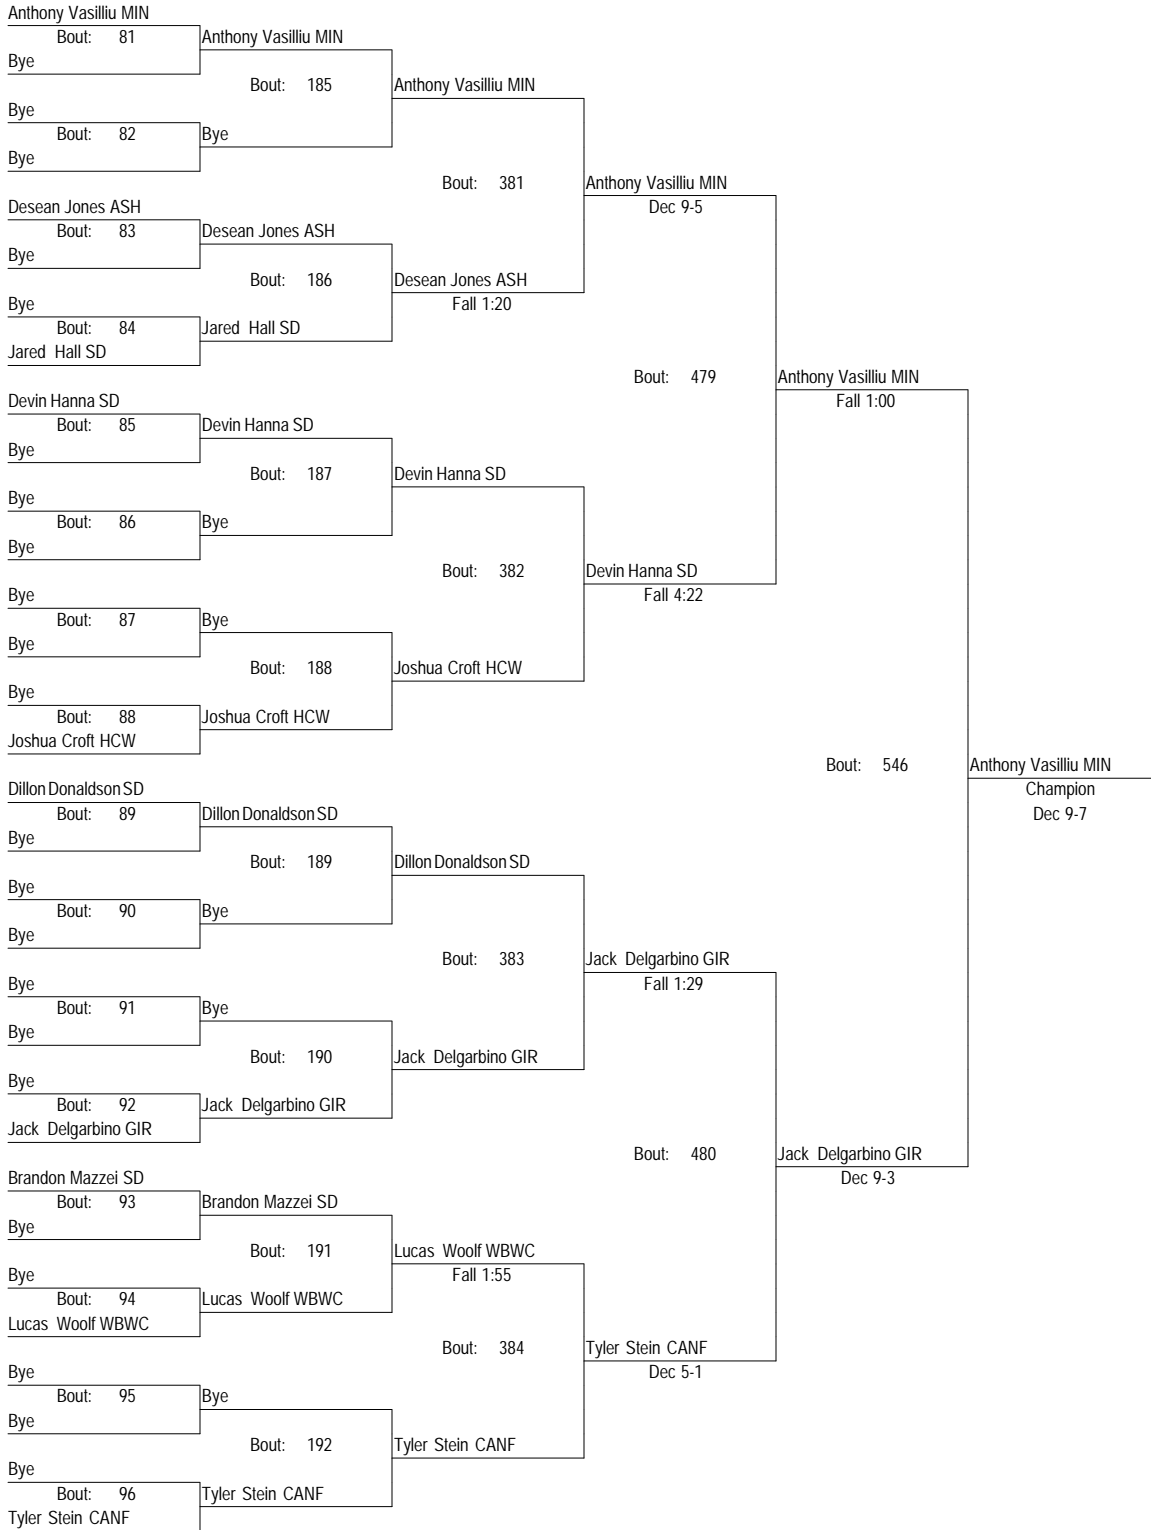 Anthony Vasilliu MIN
Bout: 81 Anthony Vasilliu MIN
Bye
Bout: 185 Anthony Vasilliu MIN
Bye
Bout: 82 Bye
Bye
Bout: 381 Anthony Vasilliu MIN
Dec 9-5
Desean Jones ASH
Bout: 83 Desean Jones ASH
Bye
Bout: 186 Desean Jones ASH
Fall 1:20
Bye
Bout: 84 Jared Hall SD
Jared Hall SD
Bout: 479 Anthony Vasilliu MIN
Fall 1:00
Devin Hanna SD
Bout: 85 Devin Hanna SD
Bye
Bout: 187 Devin Hanna SD
Bye
Bout: 86 Bye
Bye
Bout: 382 Devin Hanna SD
Fall 4:22
Bye
Bout: 87 Bye
Bye
Bout: 188 Joshua Croft HCW
Bye
Bout: 88 Joshua Croft HCW
Joshua Croft HCW
Bout: 546 Anthony Vasilliu MIN
Champion
Dec 9-7
Dillon Donaldson SD
Bout: 89 Dillon Donaldson SD
Bye
Bout: 189 Dillon Donaldson SD
Bye
Bout: 90 Bye
Bye
Bout: 383 Jack Delgarbino GIR
Fall 1:29
Bye
Bout: 91 Bye
Bye
Bout: 190 Jack Delgarbino GIR
Bye
Bout: 92 Jack Delgarbino GIR
Jack Delgarbino GIR
Bout: 480 Jack Delgarbino GIR
Dec 9-3
Brandon Mazzei SD
Bout: 93 Brandon Mazzei SD
Bye
Bout: 191 Lucas Woolf WBWC
Fall 1:55
Bye
Bout: 94 Lucas Woolf WBWC
Lucas Woolf WBWC
Bout: 384 Tyler Stein CANF
Dec 5-1
Bye
Bout: 95 Bye
Bye
Bout: 192 Tyler Stein CANF
Bye
Bout: 96 Tyler Stein CANF
Tyler Stein CANF